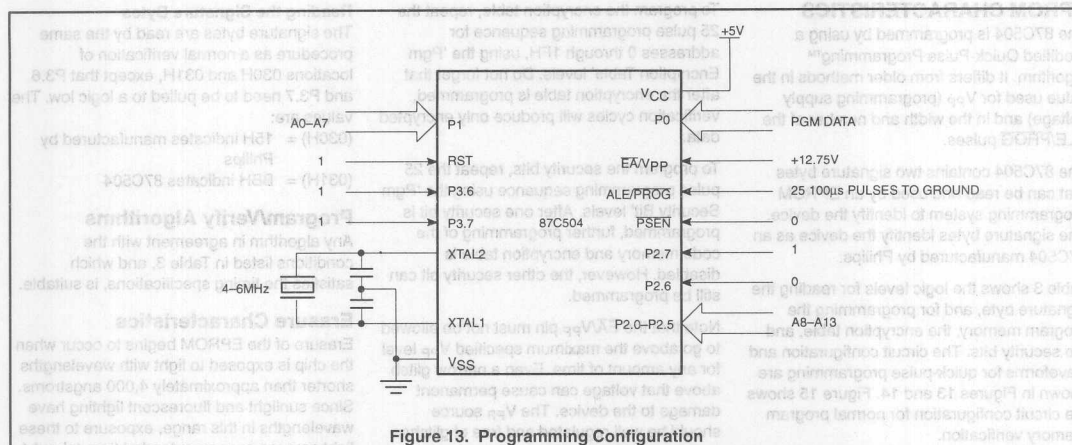 EPROM CHARACTERISTICS
The 87C504 is programmed by using a
modified Quick-Pulse Programming™
algorithm. It differs from older methods in the
value used for VPP (programming supply
voltage) and in the width and number of the
ALE/PROG pulses.
The 87C504 contains two signature bytes
that can be read and used by an EPROM
programming system to identify the device.
The signature bytes identify the device as an
87C504 manufactured by Philips.
Table 3 shows the logic levels for reading the
signature byte, and for programming the
program memory, the encryption table, and
the security bits. The circuit configuration and
waveforms for quick-pulse programming are
shown in Figures 13 and 14. Figure 15 shows
the circuit configuration for normal program
memory verification.
To program the encryption table, repeat the
25 pulse programming sequence for
addresses 0 through 1FH, using the 'Pgm
Encryption Table' levels. Do not forget that
after the encryption table is programmed,
verification cycles will produce only encrypted
data.
To program the security bits, repeat the 25
pulse programming sequence using the 'Pgm
Security Bit' levels. After one security bit is
programmed, further programming of the
code memory and encryption table is
disabled. However, the other security bit can
still be programmed.
Note that the EA/VPP pin must not be allowed
to go above the maximum specified VPP level
for any amount of time. Even a narrow glitch
above that voltage can cause permanent
damage to the device. The VPP source
should be well regulated and free
Reading the Signature Bytes
The signature bytes are read by the same
procedure as a normal verification of
locations 030H and 031H, except that P3.6
and P3.7 need to be pulled to a logic low. The
values are:
(030H) = 15H indicates manufactured by
Philips
(031H) = DBH indicates 87C504
Program/Verify Algorithms
Any algorithm in agreement with the
conditions listed in Table 3, and which
satisfies the timing specifications, is suitable.
Erasure Characteristics
Erasure of the EPROM begins to occur when
the chip is exposed to light with wavelengths
shorter than approximately 4,000 angstroms.
Since sunlight and fluorescent lighting have
wavelengths in this range, exposure to these
+5V
VCC
A0–A7 P1 P0 PGM DATA
1 RST EA/VPP +12.75V
1 P3.6 ALE/PROG 25 100µs PULSES TO GROUND
1 P3.7 87C504 PSEN 0
XTAL2 P2.7 1
4–6MHz P2.6 0
XTAL1 P2.0–P2.5 A8–A13
VSS
Figure 13. Programming Configuration